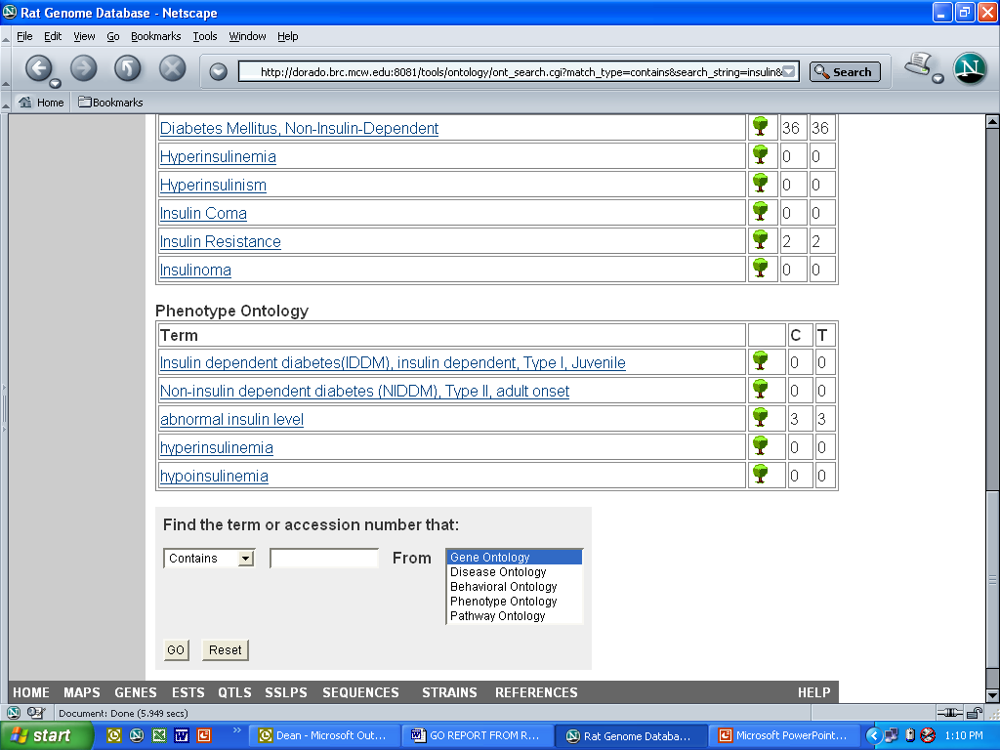 Rat Genome Database - Netscape
File Edit View Go Bookmarks Tools Window Help
http://dorado.brc.mcw.edu:8081/tools/ontology/ont_search.cgi?match_type=contains&search_string=insulin& Search
Home Bookmarks
Diabetes Mellitus, Non-Insulin-Dependent 36 36
Hyperinsulinemia 0 0
Hyperinsulinism 0 0
Insulin Coma 0 0
Insulin Resistance 2 2
Insulinoma 0 0
Phenotype Ontology
Term C T
Insulin dependent diabetes(IDDM), insulin dependent, Type I, Juvenile 0 0
Non-insulin dependent diabetes (NIDDM), Type II, adult onset 0 0
abnormal insulin level 3 3
hyperinsulinemia 0 0
hypoinsulinemia 0 0
Find the term or accession number that:
Contains From Gene Ontology
Disease Ontology
Behavioral Ontology
Phenotype Ontology
Pathway Ontology
GO Reset
HOME MAPS GENES ESTS QTLS SSLPS SEQUENCES STRAINS REFERENCES HELP
Document: Done (5.949 secs)
start Dean - Microsoft Out... GO REPORT FROM R... Rat Genome Databa... Microsoft PowerPoint... 1:10 PM